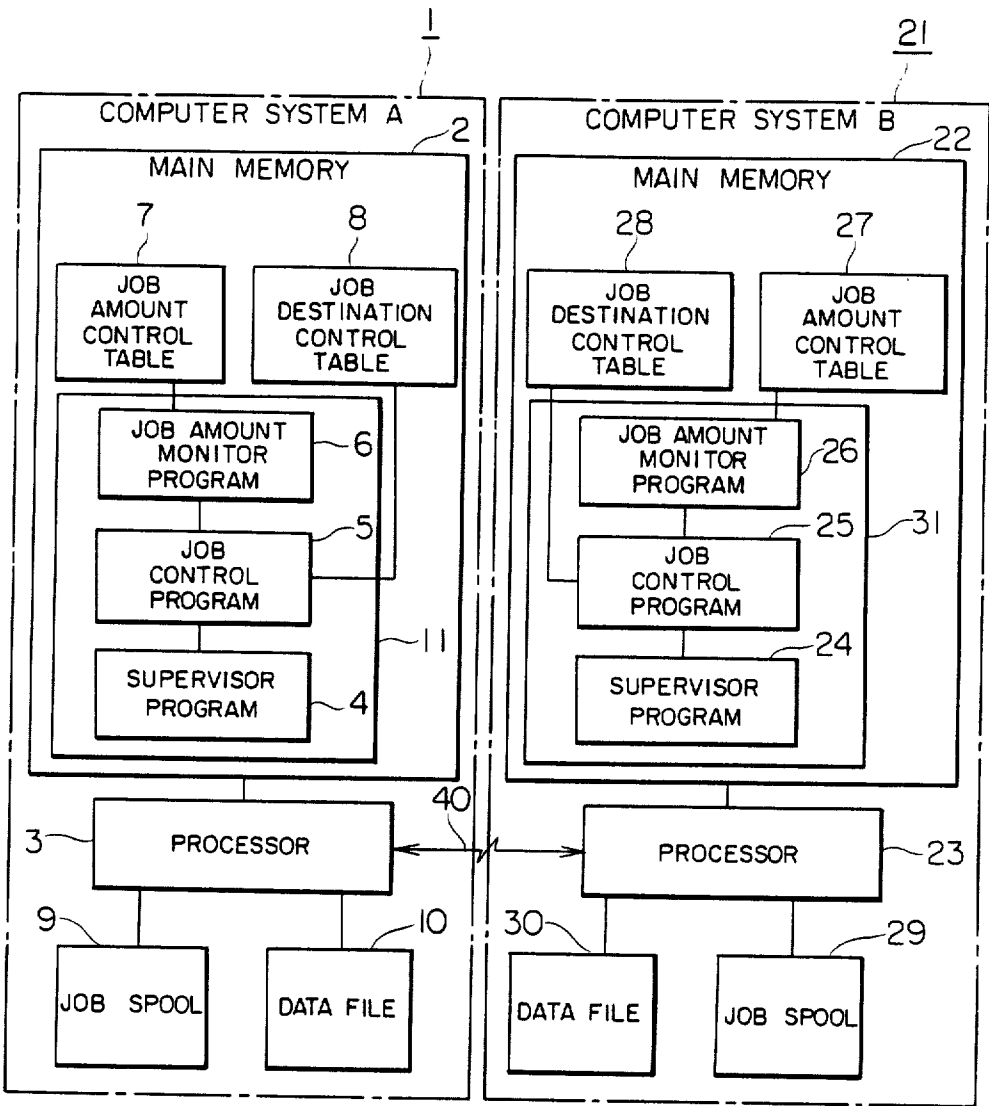 1
21
COMPUTER SYSTEM A
2
MAIN MEMORY
7
8
JOB
AMOUNT
CONTROL
TABLE
JOB
DESTINATION
CONTROL
TABLE
JOB AMOUNT
MONITOR
PROGRAM
6
5
JOB
CONTROL
PROGRAM
11
SUPERVISOR
PROGRAM
4
3
PROCESSOR
40
9
10
JOB SPOOL
DATA FILE
COMPUTER SYSTEM B
22
MAIN MEMORY
28
27
JOB
DESTINATION
CONTROL
TABLE
JOB
AMOUNT
CONTROL
TABLE
JOB AMOUNT
MONITOR
PROGRAM
26
25
31
JOB
CONTROL
PROGRAM
24
SUPERVISOR
PROGRAM
PROCESSOR
23
30
29
DATA FILE
JOB SPOOL